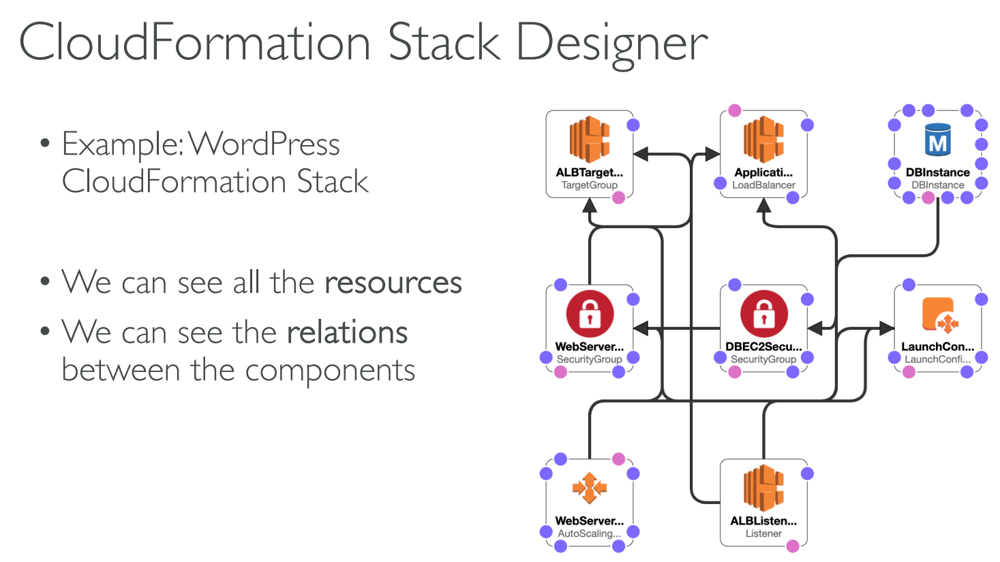 CloudFormation Stack Designer
• Example: WordPress
CloudFormation Stack
• We can see all the resources
• We can see the relations
between the components
ALBTarget...
TargetGroup
Applicati...
LoadBalancer
M
DBInstance
DBInstance
WebServer...
SecurityGroup
DBEC2Secu...
SecurityGroup
LaunchCon...
LaunchConfi...
WebServer...
AutoScaling...
ALBListen...
Listener